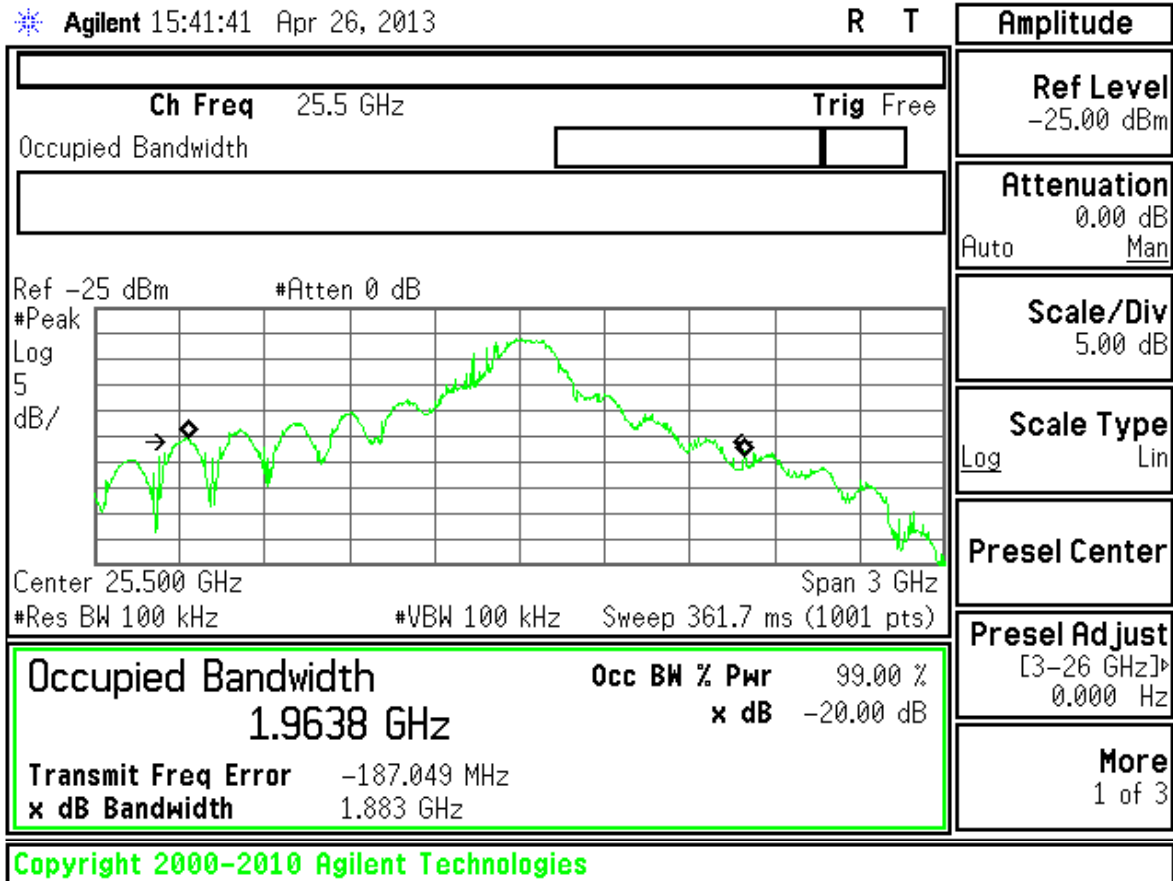 Agilent 15:41:41 Apr 26, 2013 R T
Amplitude
Ch Freq 25.5 GHz Trig Free
Occupied Bandwidth
Ref Level
-25.00 dBm
Attenuation
0.00 dB
Auto Man
Scale/Div
5.00 dB
Scale Type
Log Lin
Presel Center
Presel Adjust
[3-26 GHz]
0.000 Hz
More
1 of 3
Ref -25 dBm #Atten 0 dB
#Peak
Log
5
dB/
Center 25.500 GHz Span 3 GHz
#Res BW 100 kHz #VBW 100 kHz Sweep 361.7 ms (1001 pts)
Occupied Bandwidth Occ BW % Pwr 99.00 %
1.9638 GHz x dB -20.00 dB
Transmit Freq Error -187.049 MHz
x dB Bandwidth 1.883 GHz
Copyright 2000-2010 Agilent Technologies